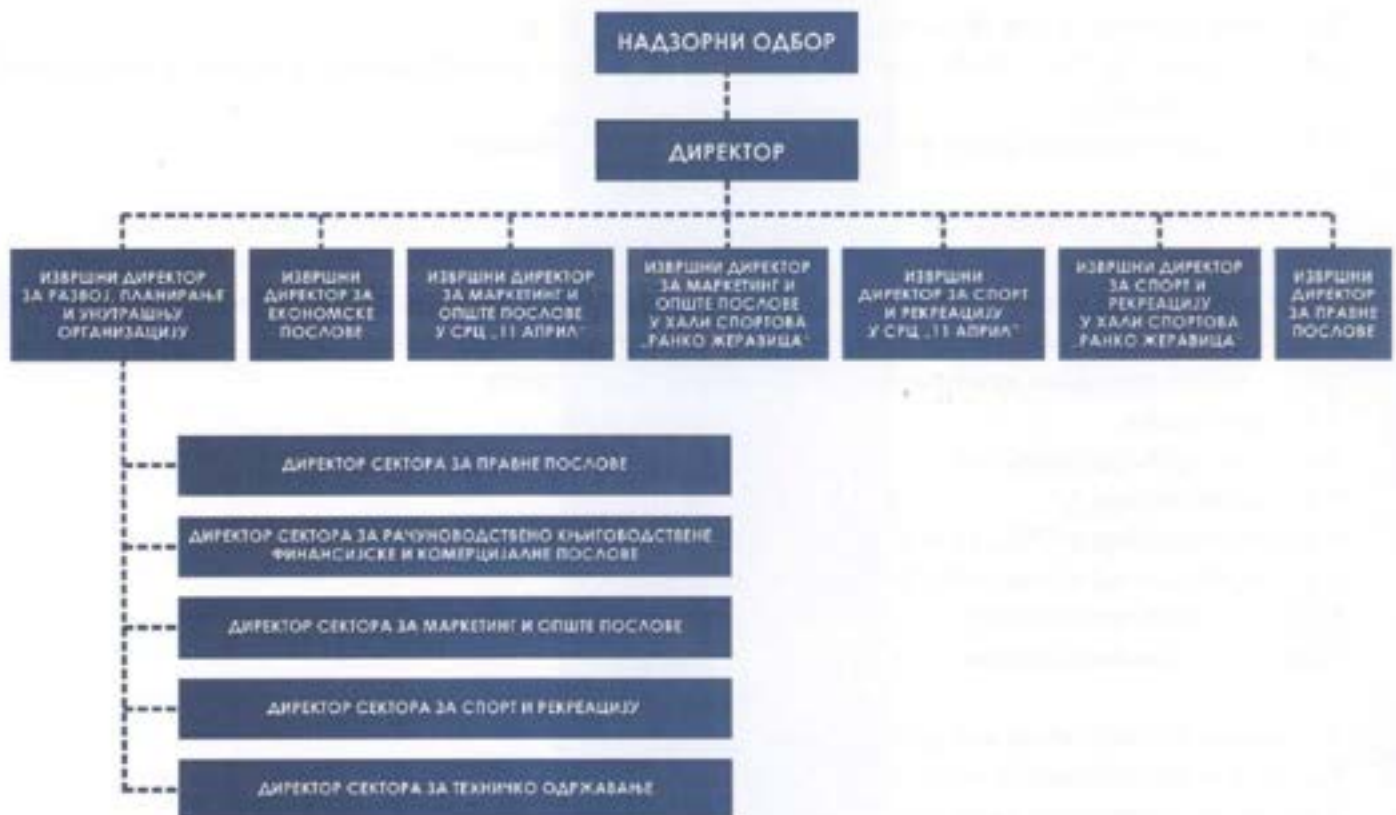 НАДЗОРНИ ОДБОР
ДИРЕКТОР
ИЗВРШНИ ДИРЕКТОР
ЗА РАЗВОЈ, ПЛАНИРАЊЕ
И УНУТРАШЊУ
ОРГАНИЗАЦИЈУ
ИЗВРШНИ
ДИРЕКТОР ЗА
ЕКОНОМСКЕ
ПОСЛОВЕ
ИЗВРШНИ ДИРЕКТОР
ЗА МАРКЕТИНГ И
ОПШТЕ ПОСЛОВЕ
У СРЦ „11 АПРИЛ“
ИЗВРШНИ ДИРЕКТОР
ЗА МАРКЕТИНГ И
ОПШТЕ ПОСЛОВЕ
У ХАЛИ СПОРТОВА
„РАНКО ЖЕРАВИЦА“
ИЗВРШНИ
ДИРЕКТОР ЗА СПОРТ
И РЕКРЕАЦИЈУ
У СРЦ „11 АПРИЛ“
ИЗВРШНИ ДИРЕКТОР
ЗА СПОРТ И
РЕКРЕАЦИЈУ
У ХАЛИ СПОРТОВА
„РАНКО ЖЕРАВИЦА“
ИЗВРШНИ
ДИРЕКТОР
ЗА ПРАВНЕ
ПОСЛОВЕ
ДИРЕКТОР СЕКТОРА ЗА ПРАВНЕ ПОСЛОВЕ
ДИРЕКТОР СЕКТОРА ЗА РАЧУНОВОДСТВЕНО КЊИГОВОДСТВЕНЕ
ФИНАНСИЈСКЕ И КОМЕРЦИЈАЛНЕ ПОСЛОВЕ
ДИРЕКТОР СЕКТОРА ЗА МАРКЕТИНГ И ОПШТЕ ПОСЛОВЕ
ДИРЕКТОР СЕКТОРА ЗА СПОРТ И РЕКРЕАЦИЈУ
ДИРЕКТОР СЕКТОРА ЗА ТЕХНИЧКО ОДРЖАВАЊЕ